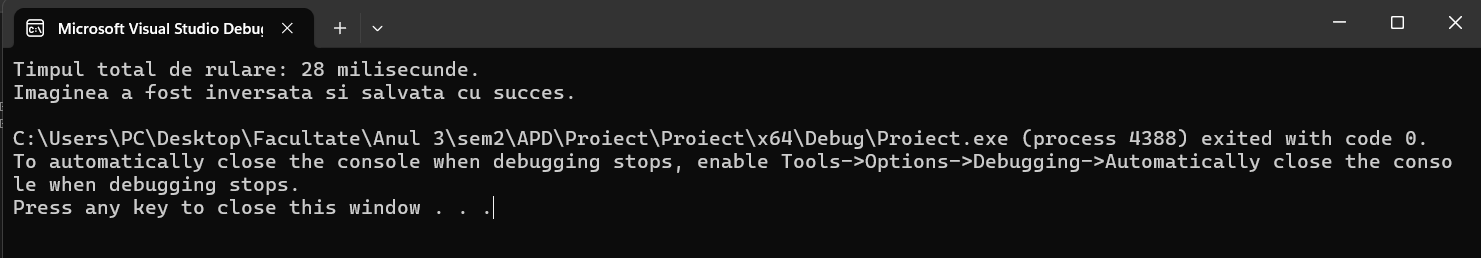 Microsoft Visual Studio Debug
Timpul total de rulare: 28 milisecunde.
Imaginea a fost inversata si salvata cu succes.
C:\Users\PC\Desktop\Facultate\Anul 3\sem2\APD\Proiect\Proiect\x64\Debug\Proiect.exe (process 4388) exited with code 0.
To automatically close the console when debugging stops, enable Tools->Options->Debugging->Automatically close the conso
le when debugging stops.
Press any key to close this window . . .